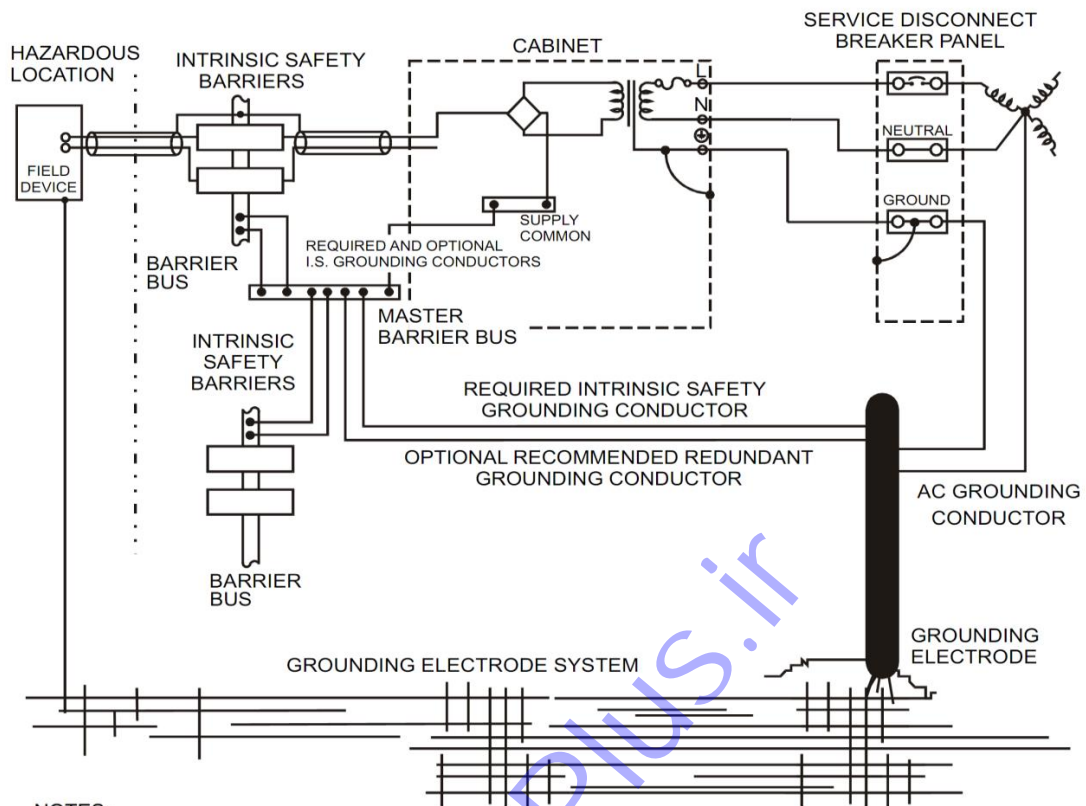 SERVICE DISCONNECT
BREAKER PANEL
HAZARDOUS
LOCATION
INTRINSIC SAFETY
BARRIERS
CABINET
L
N
NEUTRAL
FIELD
DEVICE
GROUND
SUPPLY
COMMON
REQUIRED AND OPTIONAL
I.S. GROUNDING CONDUCTORS
BARRIER
BUS
MASTER
BARRIER BUS
INTRINSIC
SAFETY
BARRIERS
REQUIRED INTRINSIC SAFETY
GROUNDING CONDUCTOR
OPTIONAL RECOMMENDED REDUNDANT
GROUNDING CONDUCTOR
AC GROUNDING
CONDUCTOR
BARRIER
BUS
GROUNDING
ELECTRODE
GROUNDING ELECTRODE SYSTEM
Plus.ir